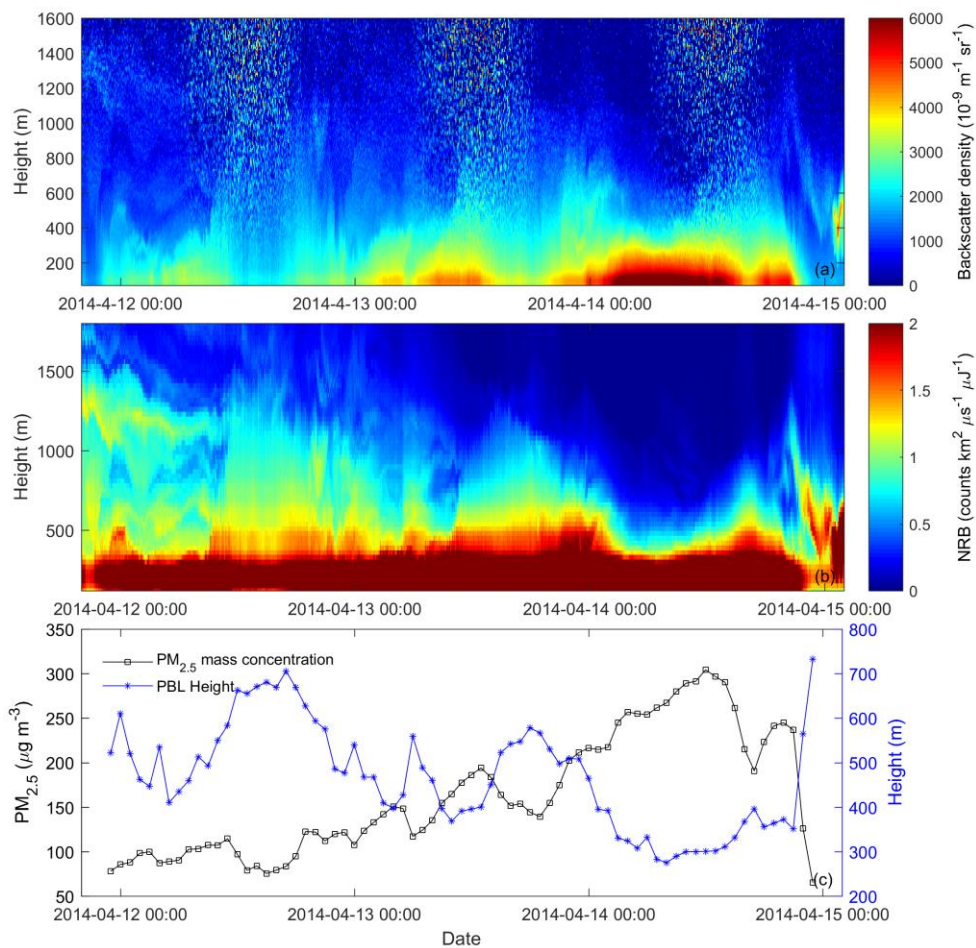 1600
1400
1200
1000
800
600
400
200
Height (m)
(a)
2014-4-12 00:00 2014-4-13 00:00 2014-4-14 00:00 2014-4-15 00:00
6000
5000
4000
3000
2000
1000
0
Backscatter density (10⁻⁹ m⁻¹ sr⁻¹)
1500
1000
500
Height (m)
(b)
2014-04-12 00:00 2014-04-13 00:00 2014-04-14 00:00 2014-04-15 00:00
2
1.5
1
0.5
0
NRB (counts km² μs⁻¹ μJ⁻¹)
350
300
250
200
150
100
50
PM₂.₅ (μg m⁻³)
PM₂.₅ mass concentration
PBL Height
(c)
800
700
600
500
400
300
200
Height (m)
2014-04-12 00:00 2014-04-13 00:00 2014-04-14 00:00 2014-04-15 00:00
Date